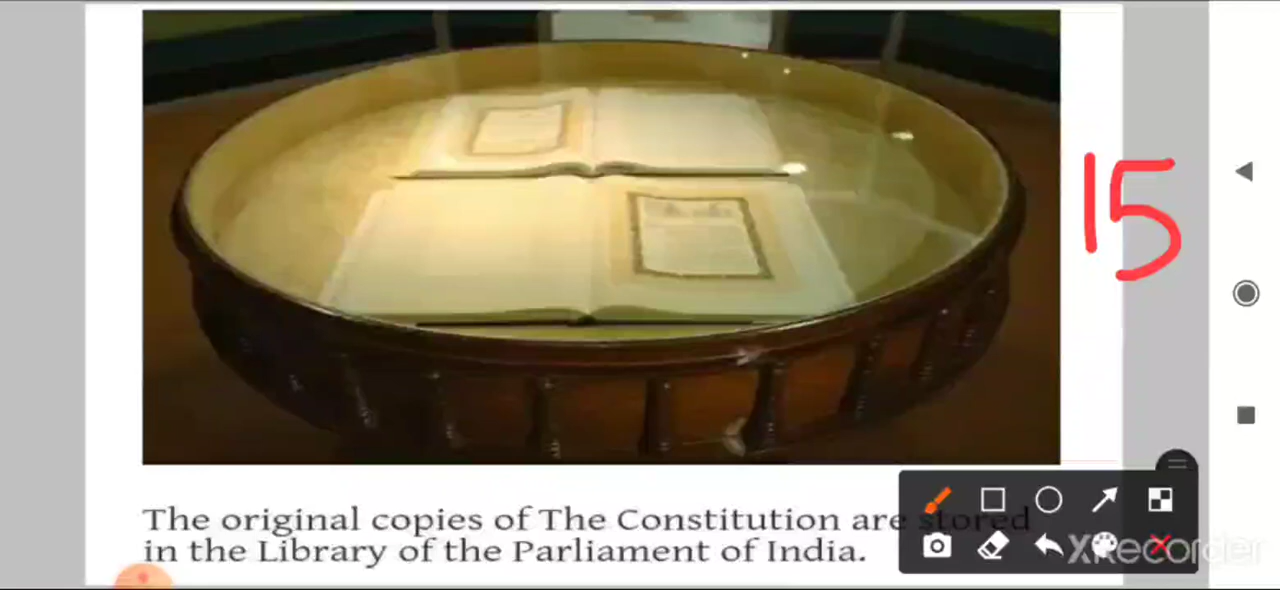 15
The original copies of The Constitution are stored
in the Library of the Parliament of India.
XRecorder